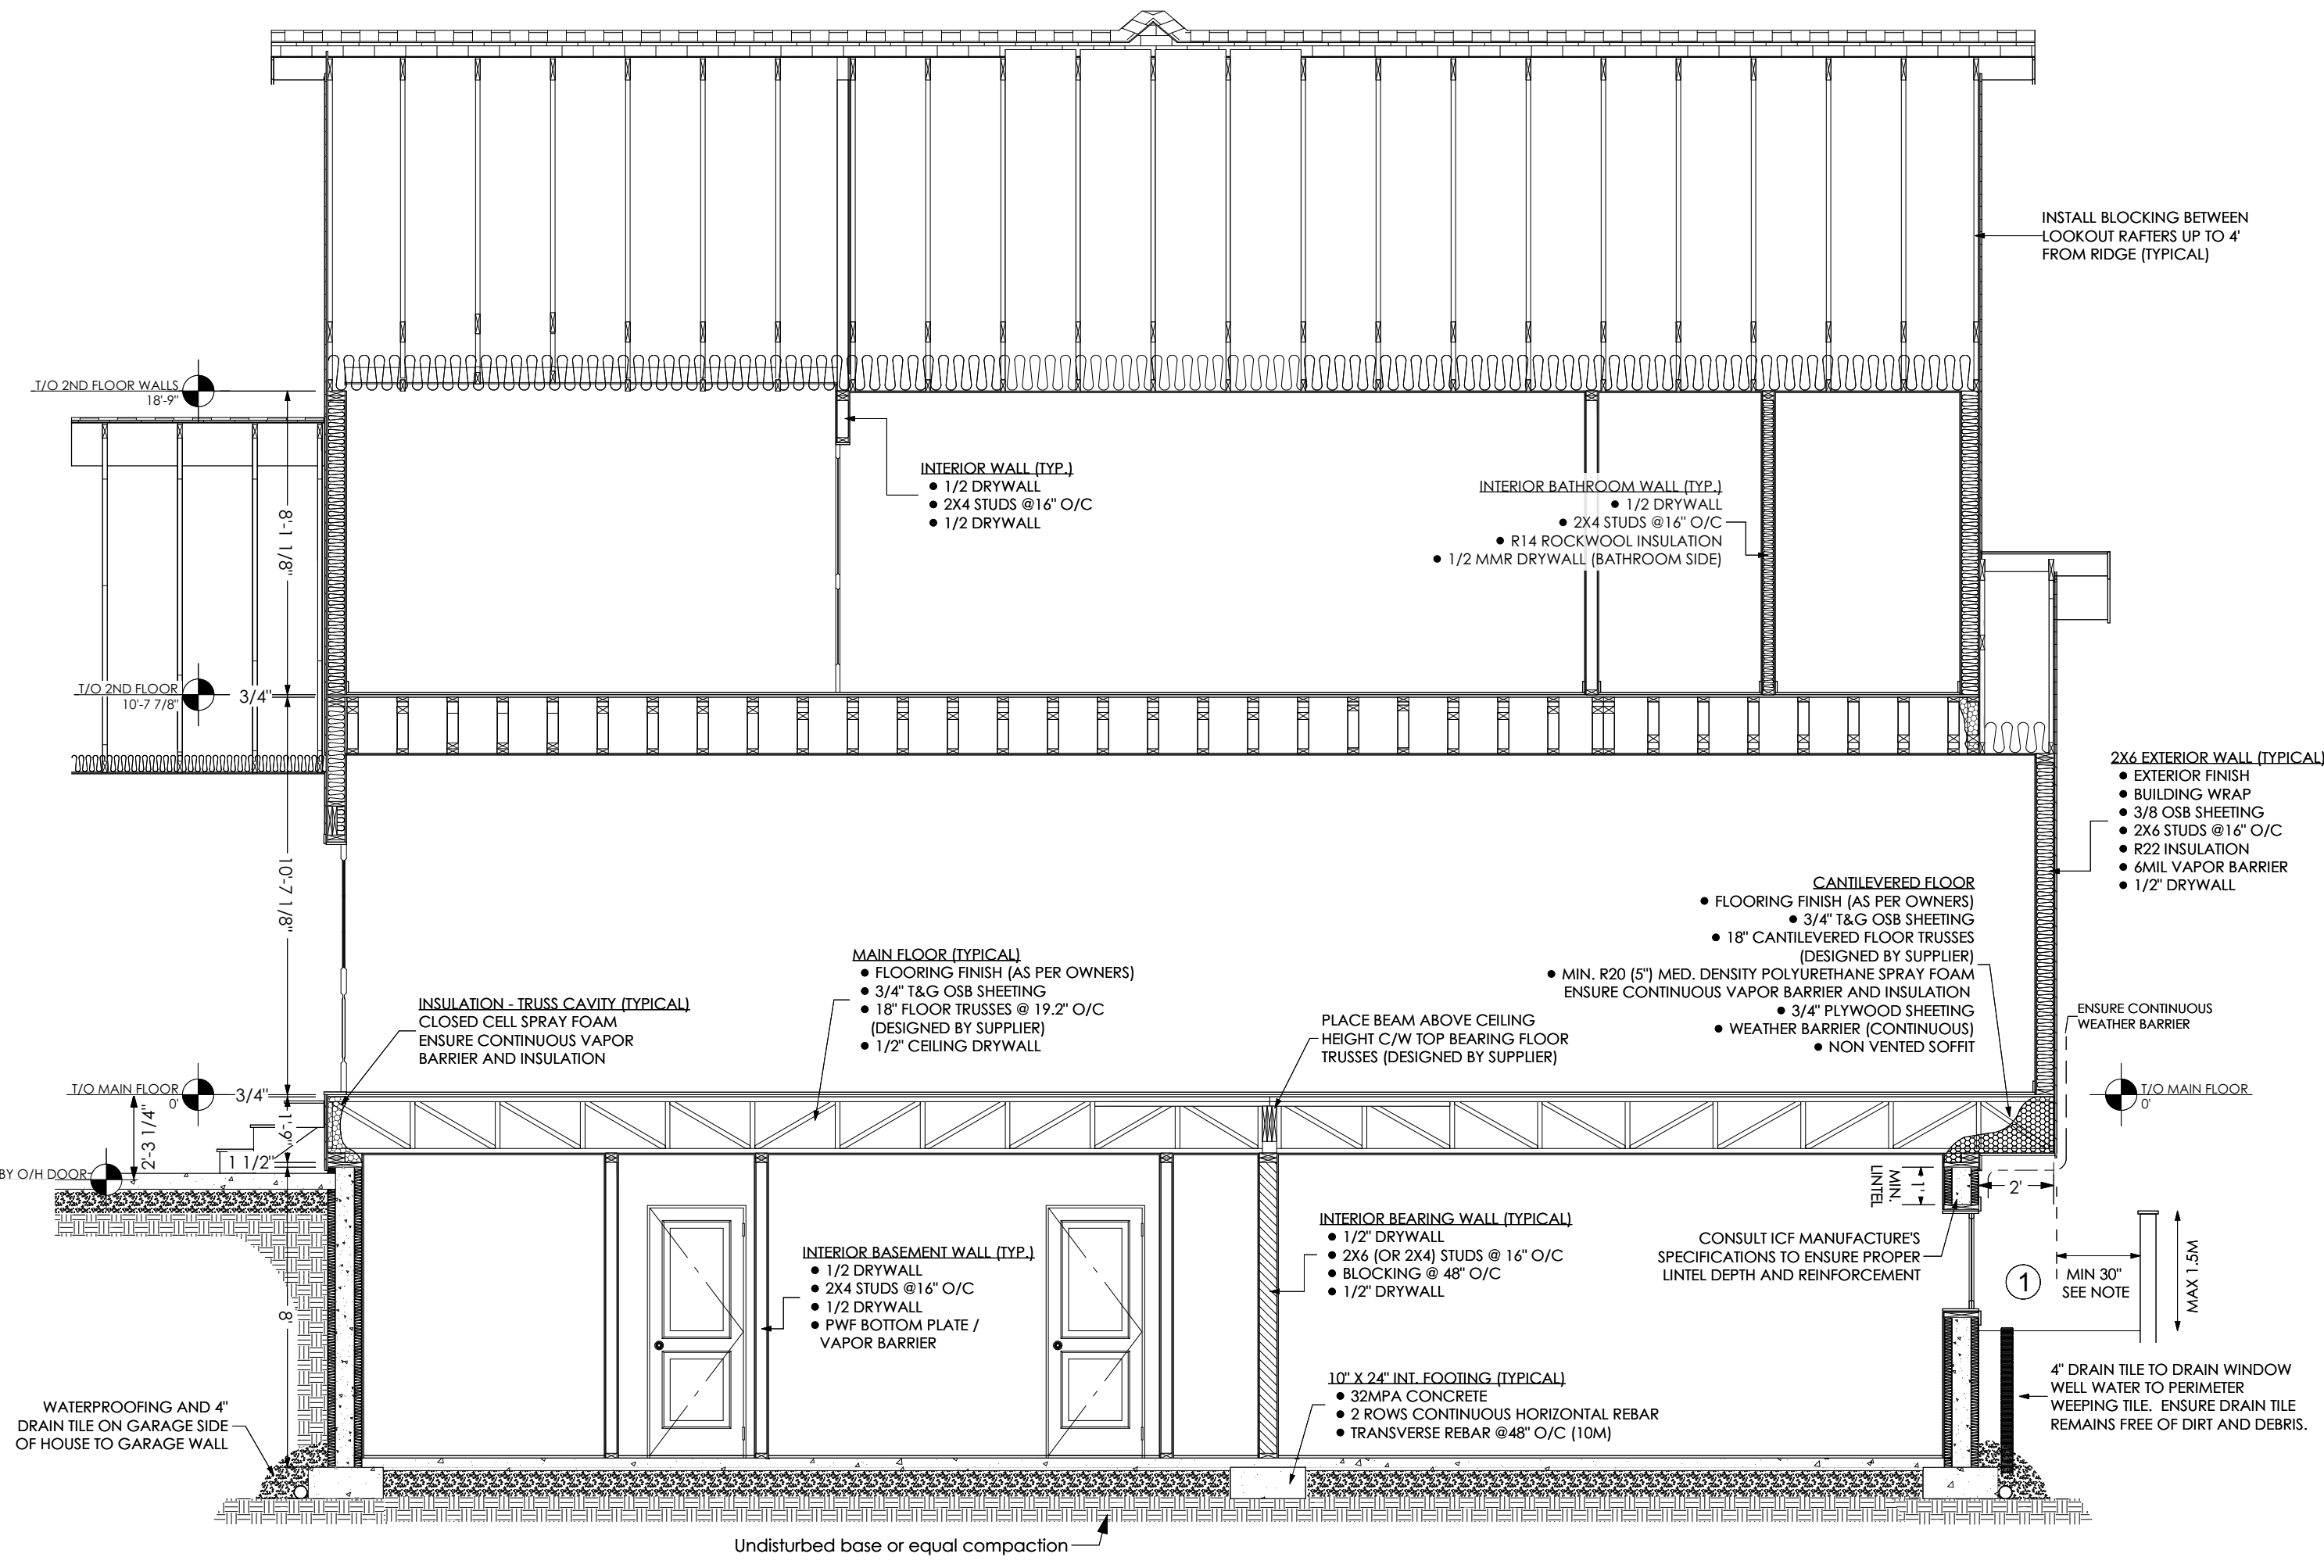 INSTALL BLOCKING BETWEEN
LOOKOUT RAFTERS UP TO 4'
FROM RIDGE (TYPICAL)
T/O 2ND FLOOR WALLS
18'-9"
8'-1 1/8"
INTERIOR WALL (TYP.)
● 1/2 DRYWALL
● 2X4 STUDS @16" O/C
● 1/2 DRYWALL
INTERIOR BATHROOM WALL (TYP.)
● 1/2 DRYWALL
● 2X4 STUDS @16" O/C
● R14 ROCKWOOL INSULATION
● 1/2 MMR DRYWALL (BATHROOM SIDE)
T/O 2ND FLOOR
10'-7 7/8"
3/4"
10'-7 1/8"
2X6 EXTERIOR WALL (TYPICAL)
● EXTERIOR FINISH
● BUILDING WRAP
● 3/8 OSB SHEETING
● 2X6 STUDS @16" O/C
● R22 INSULATION
● 6MIL VAPOR BARRIER
● 1/2" DRYWALL
CANTILEVERED FLOOR
● FLOORING FINISH (AS PER OWNERS)
● 3/4" T&G OSB SHEETING
● 18" CANTILEVERED FLOOR TRUSSES
(DESIGNED BY SUPPLIER)
● MIN. R20 (5") MED. DENSITY POLYURETHANE SPRAY FOAM
ENSURE CONTINUOUS VAPOR BARRIER AND INSULATION
● 3/4" PLYWOOD SHEETING
● WEATHER BARRIER (CONTINUOUS)
● NON VENTED SOFFIT
MAIN FLOOR (TYPICAL)
● FLOORING FINISH (AS PER OWNERS)
● 3/4" T&G OSB SHEETING
● 18" FLOOR TRUSSES @ 19.2" O/C
(DESIGNED BY SUPPLIER)
● 1/2" CEILING DRYWALL
INSULATION - TRUSS CAVITY (TYPICAL)
CLOSED CELL SPRAY FOAM
ENSURE CONTINUOUS VAPOR
BARRIER AND INSULATION
PLACE BEAM ABOVE CEILING
HEIGHT C/W TOP BEARING FLOOR
TRUSSES (DESIGNED BY SUPPLIER)
ENSURE CONTINUOUS
WEATHER BARRIER
T/O MAIN FLOOR
0'
3/4"
T/O MAIN FLOOR
0'
2'-3 1/4"
1'-9"
1 1/2"
BY O/H DOOR
MIN. 1'
LINTEL
2'
INTERIOR BASEMENT WALL (TYP.)
● 1/2 DRYWALL
● 2X4 STUDS @16" O/C
● 1/2 DRYWALL
● PWF BOTTOM PLATE /
VAPOR BARRIER
INTERIOR BEARING WALL (TYPICAL)
● 1/2" DRYWALL
● 2X6 (OR 2X4) STUDS @ 16" O/C
● BLOCKING @ 48" O/C
● 1/2" DRYWALL
CONSULT ICF MANUFACTURE'S
SPECIFICATIONS TO ENSURE PROPER
LINTEL DEPTH AND REINFORCEMENT
1
MIN 30"
SEE NOTE
MAX 1.5M
8'
10" X 24" INT. FOOTING (TYPICAL)
● 32MPA CONCRETE
● 2 ROWS CONTINUOUS HORIZONTAL REBAR
● TRANSVERSE REBAR @48" O/C (10M)
4" DRAIN TILE TO DRAIN WINDOW
WELL WATER TO PERIMETER
WEEPING TILE. ENSURE DRAIN TILE
REMAINS FREE OF DIRT AND DEBRIS.
WATERPROOFING AND 4"
DRAIN TILE ON GARAGE SIDE
OF HOUSE TO GARAGE WALL
Undisturbed base or equal compaction